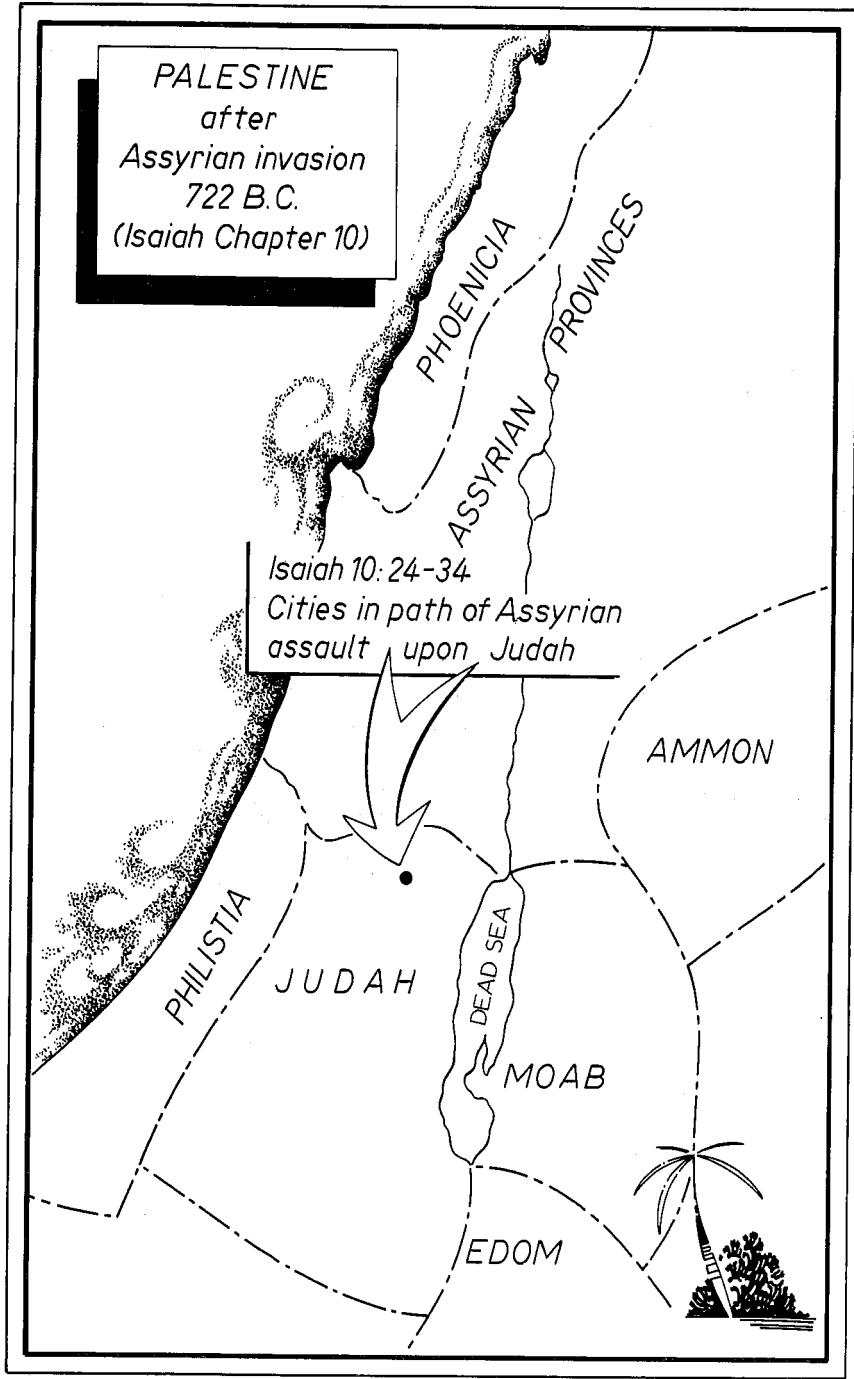 PALESTINE
after
Assyrian invasion
722 B.C.
(Isaiah Chapter 10)
PHOENICIA
ASSYRIAN PROVINCES
Isaiah 10:24-34
Cities in path of Assyrian
assault upon Judah
AMMON
PHILISTIA
JUDAH
DEAD SEA
MOAB
EDOM